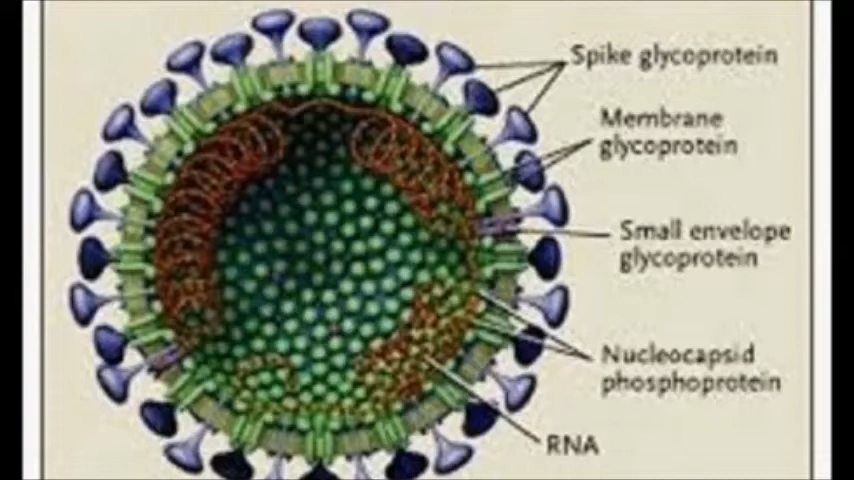 Spike glycoprotein
Membrane
glycoprotein
Small envelope
glycoprotein
Nucleocapsid
phosphoprotein
RNA